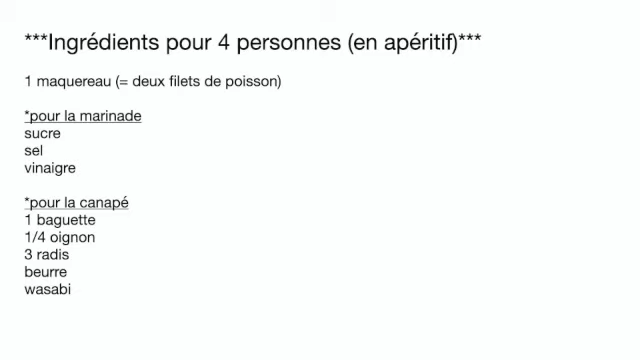 ***Ingrédients pour 4 personnes (en apéritif)***
1 maquereau (= deux filets de poisson)
*pour la marinade
sucre
sel
vinaigre
*pour la canapé
1 baguette
1/4 oignon
3 radis
beurre
wasabi